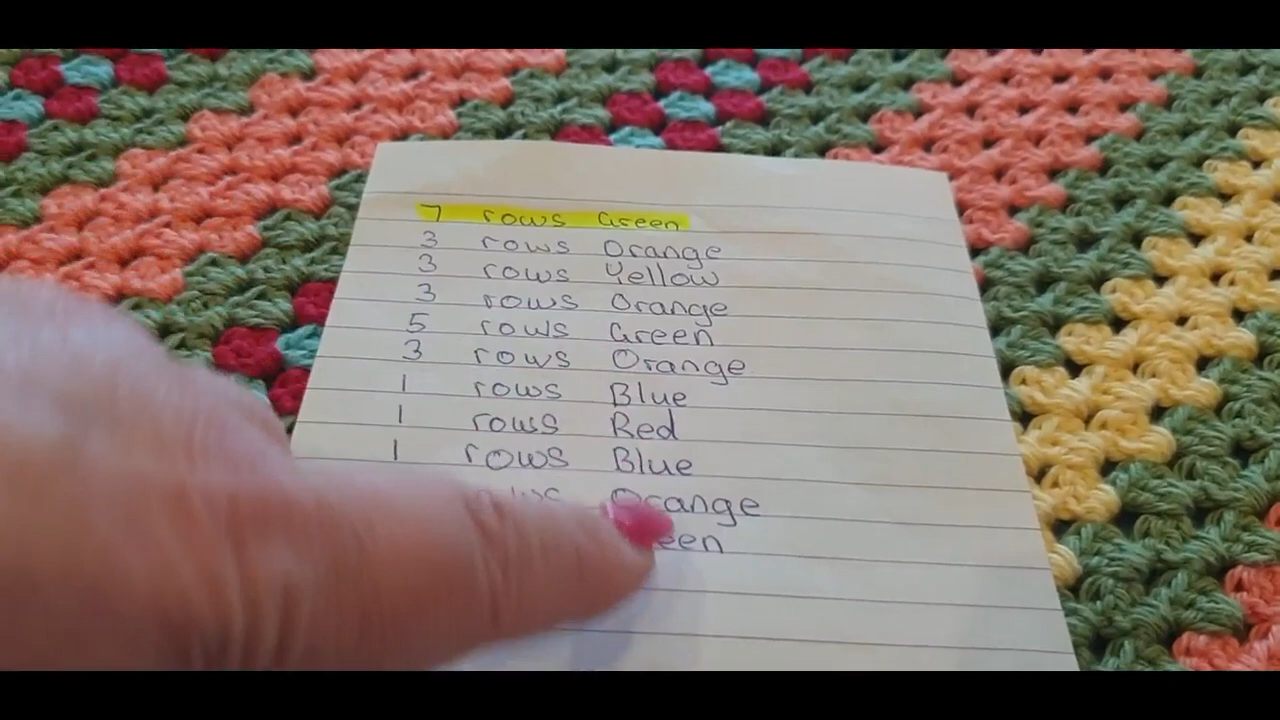 7 rows Green
3 rows Orange
3 rows Yellow
3 rows Orange
5 rows Green
3 rows Orange
1 rows Blue
1 rows Red
1 rows Blue
rows Orange